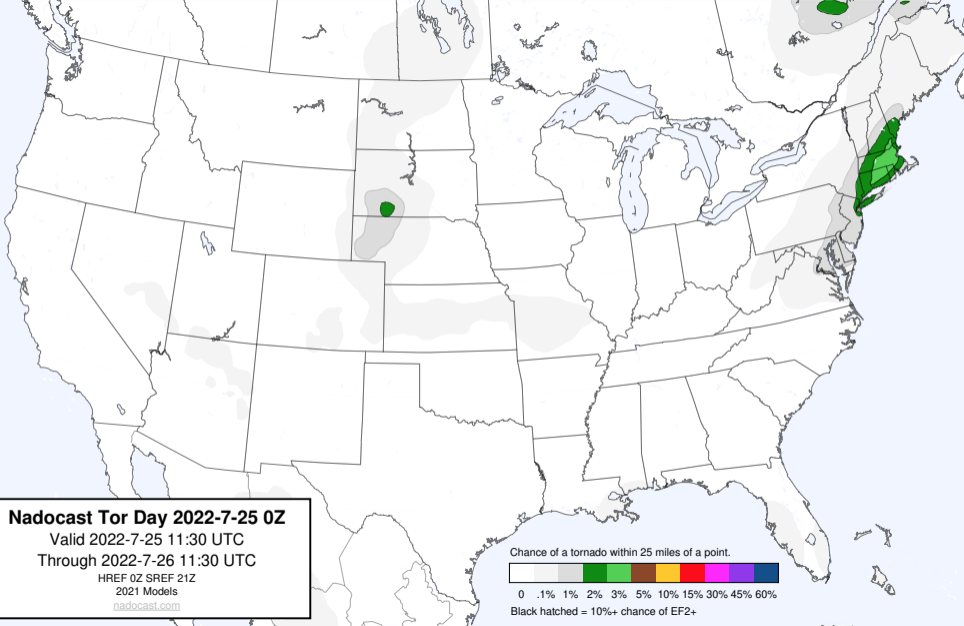 Nadocast Tor Day 2022-7-25 0Z
Valid 2022-7-25 11:30 UTC
Through 2022-7-26 11:30 UTC
HREF 0Z SREF 21Z
2021 Models
nadocast.com
Chance of a tornado within 25 miles of a point.
0 .1% 1% 2% 3% 5% 10% 15% 30% 45% 60%
Black hatched = 10%+ chance of EF2+